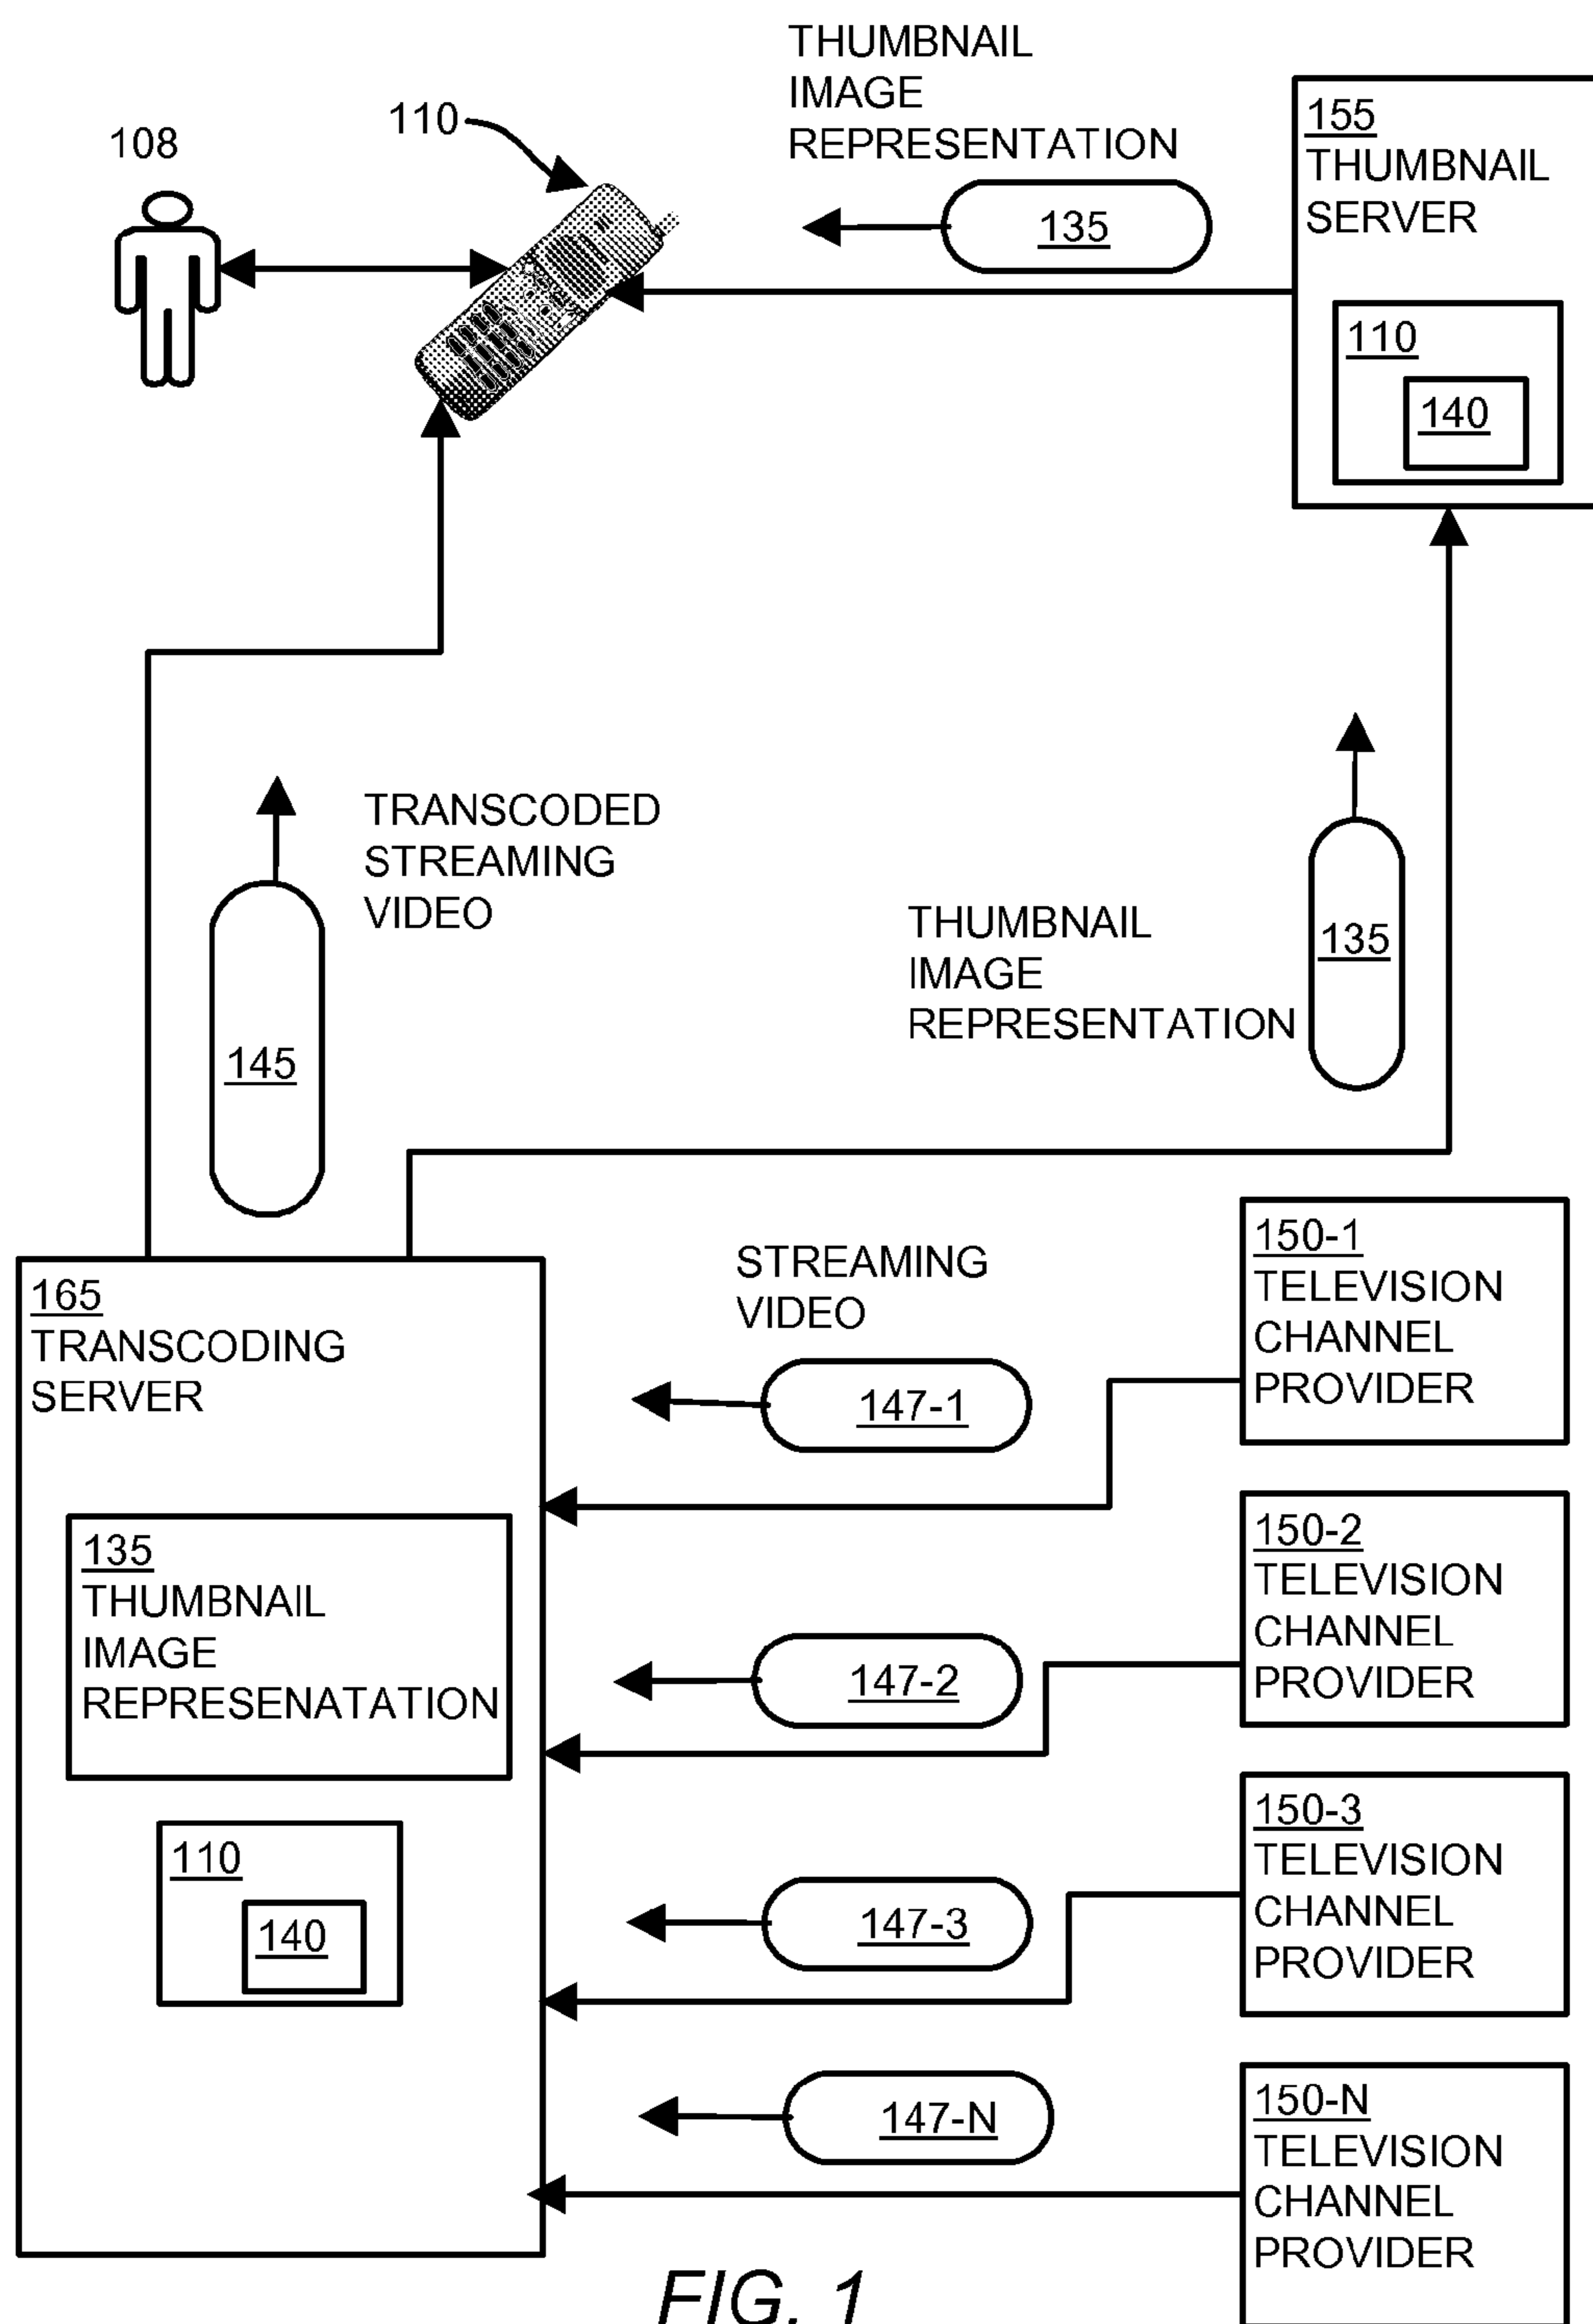 THUMBNAIL
IMAGE
REPRESENTATION
108
110
135
155
THUMBNAIL
SERVER
110
140
TRANSCODED
STREAMING
VIDEO
145
THUMBNAIL
IMAGE
REPRESENTATION
135
165
TRANSCODING
SERVER
135
THUMBNAIL
IMAGE
REPRESENATATION
110
140
STREAMING
VIDEO
147-1
147-2
147-3
147-N
150-1
TELEVISION
CHANNEL
PROVIDER
150-2
TELEVISION
CHANNEL
PROVIDER
150-3
TELEVISION
CHANNEL
PROVIDER
150-N
TELEVISION
CHANNEL
PROVIDER
FIG. 1